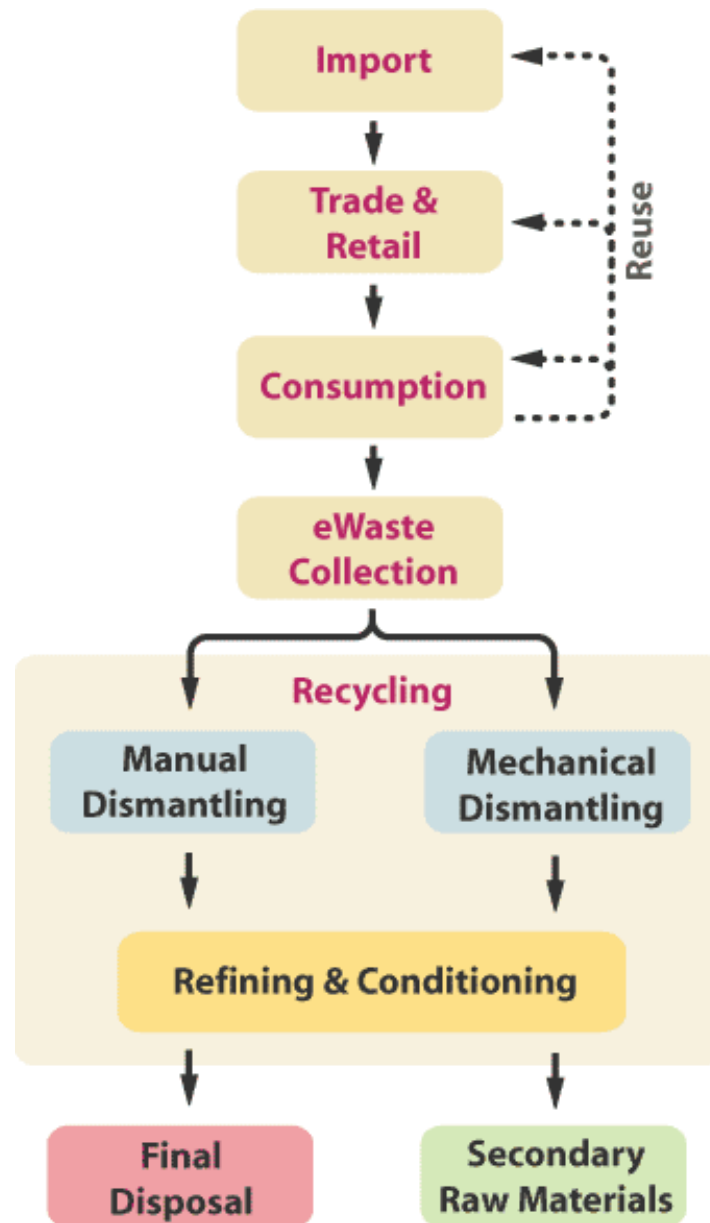 Import
Trade &
Retail
Reuse
Consumption
eWaste
Collection
Recycling
Manual
Dismantling
Mechanical
Dismantling
Refining & Conditioning
Final
Disposal
Secondary
Raw Materials